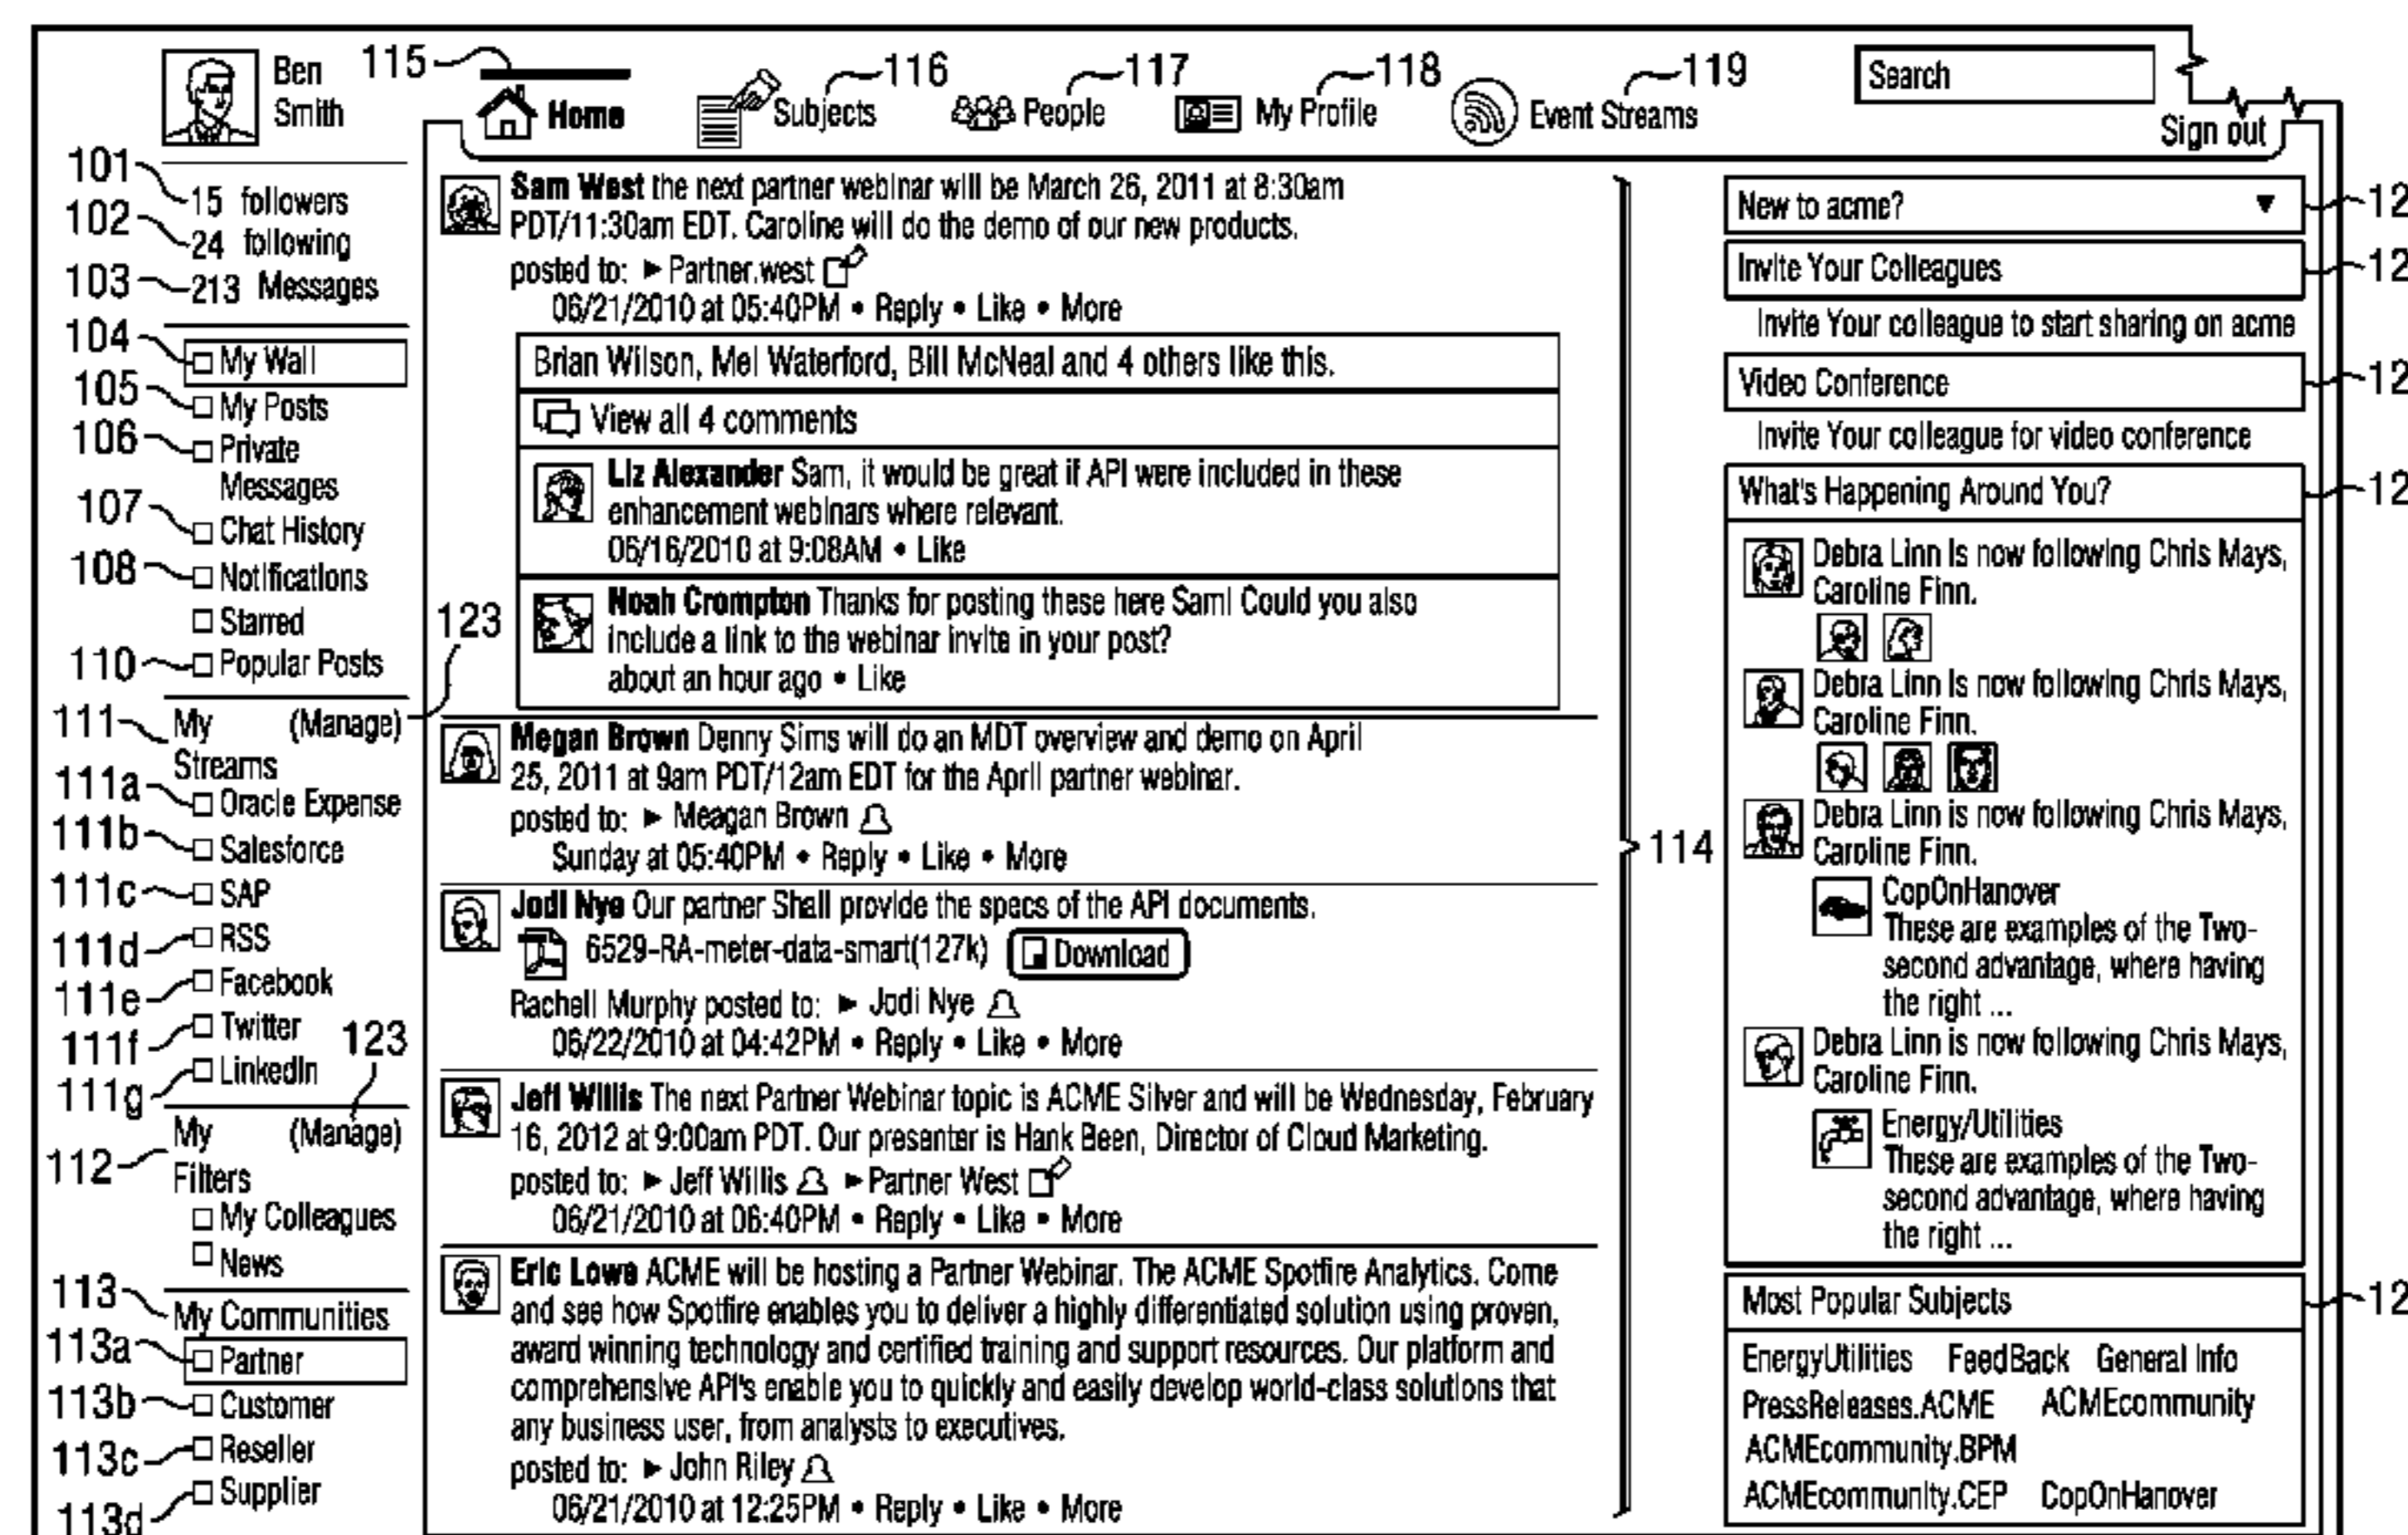 Ben
Smith
115
Home
Subjects
116
People
117
My Profile
118
Event Streams
119
Search
Sign out
101
15 followers
102
24 following
103
213 Messages
104
My Wall
105
My Posts
106
Private
Messages
107
Chat History
108
Notifications
Starred
110
Popular Posts
111
My (Manage)
123
Streams
111a
Oracle Expense
111b
Salesforce
111c
SAP
111d
RSS
111e
Facebook
111f
Twitter
123
111g
LinkedIn
112
My (Manage)
Filters
My Colleagues
News
113
My Communities
113a
Partner
113b
Customer
113c
Reseller
113d
Supplier
Sam West the next partner webinar will be March 26, 2011 at 8:30am
PDT/11:30am EDT. Caroline will do the demo of our new products.
posted to: ► Partner.west
06/21/2010 at 05:40PM • Reply • Like • More
Brian Wilson, Mel Waterford, Bill McNeal and 4 others like this.
View all 4 comments
Liz Alexander Sam, it would be great if API were included in these
enhancement webinars where relevant.
06/16/2010 at 9:08AM • Like
Noah Crompton Thanks for posting these here Sam! Could you also
include a link to the webinar invite in your post?
about an hour ago • Like
Megan Brown Denny Sims will do an MDT overview and demo on April
25, 2011 at 9am PDT/12am EDT for the April partner webinar.
posted to: ► Meagan Brown
Sunday at 05:40PM • Reply • Like • More
Jodi Nye Our partner Shall provide the specs of the API documents.
6529-RA-meter-data-smart(127k) Download
Rachell Murphy posted to: ► Jodi Nye
06/22/2010 at 04:42PM • Reply • Like • More
Jeff Willis The next Partner Webinar topic is ACME Silver and will be Wednesday, February
16, 2012 at 9:00am PDT. Our presenter is Hank Been, Director of Cloud Marketing.
posted to: ► Jeff Willis ► Partner West
06/21/2010 at 06:40PM • Reply • Like • More
Eric Lowe ACME will be hosting a Partner Webinar. The ACME Spotfire Analytics. Come
and see how Spotfire enables you to deliver a highly differentiated solution using proven,
award winning technology and certified training and support resources. Our platform and
comprehensive API's enable you to quickly and easily develop world-class solutions that
any business user, from analysts to executives.
posted to: ► John Riley
06/21/2010 at 12:25PM • Reply • Like • More
114
New to acme? ▼
Invite Your Colleagues
Invite Your colleague to start sharing on acme
Video Conference
Invite Your colleague for video conference
What's Happening Around You?
Debra Linn is now following Chris Mays,
Caroline Finn.
Debra Linn is now following Chris Mays,
Caroline Finn.
Debra Linn is now following Chris Mays,
Caroline Finn.
CopOnHanover
These are examples of the Two-
second advantage, where having
the right ...
Debra Linn is now following Chris Mays,
Caroline Finn.
Energy/Utilities
These are examples of the Two-
second advantage, where having
the right ...
Most Popular Subjects
EnergyUtilities FeedBack General Info
PressReleases.ACME ACMEcommunity
ACMEcommunity.BPM
ACMEcommunity.CEP CopOnHanover